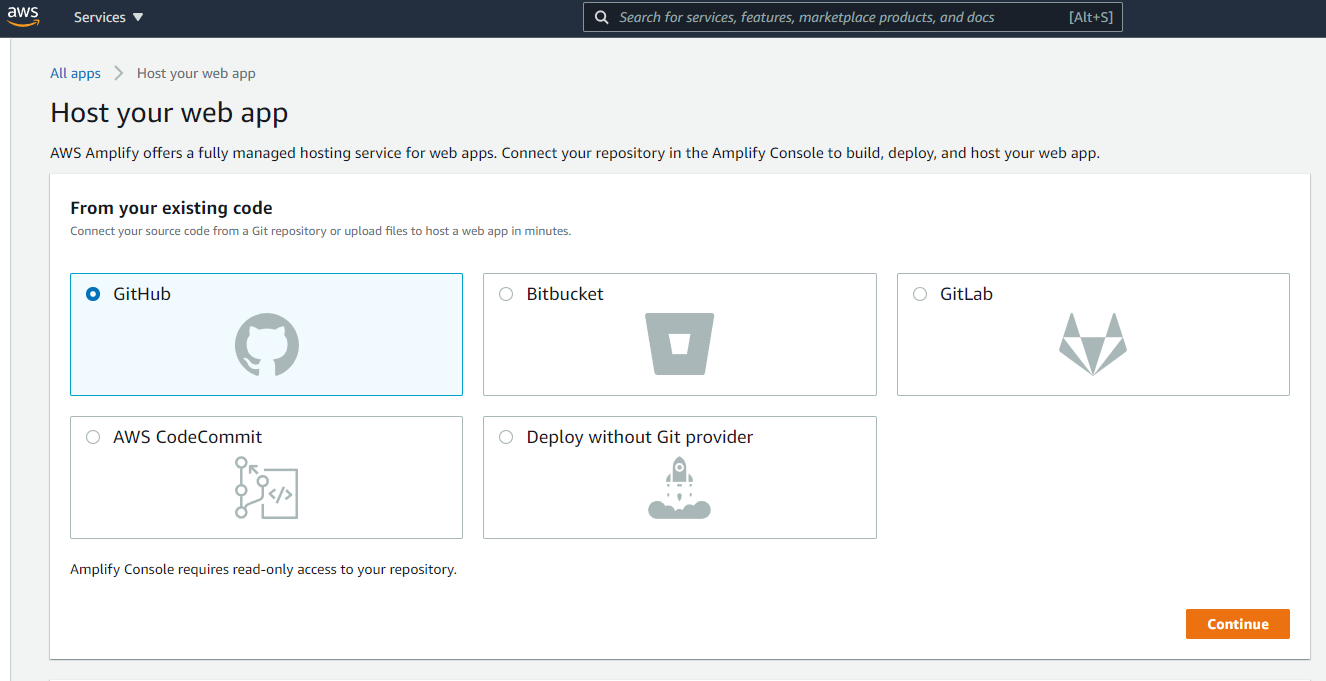 aws
Services
Search for services, features, marketplace products, and docs
[Alt+S]
All apps
Host your web app
Host your web app
AWS Amplify offers a fully managed hosting service for web apps. Connect your repository in the Amplify Console to build, deploy, and host your web app.
From your existing code
Connect your source code from a Git repository or upload files to host a web app in minutes.
GitHub
Bitbucket
GitLab
AWS CodeCommit
</>
Deploy without Git provider
Amplify Console requires read-only access to your repository.
Continue